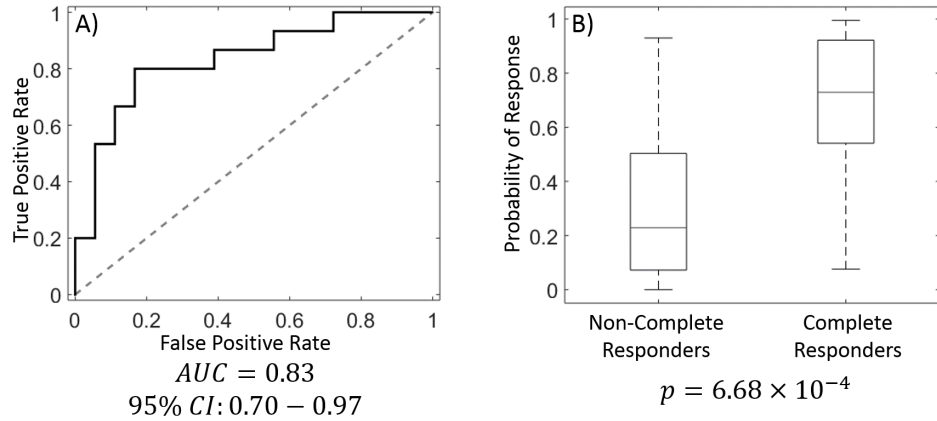 A)
True Positive Rate
1
0.8
0.6
0.4
0.2
0
0 0.2 0.4 0.6 0.8 1
False Positive Rate
AUC = 0.83
95% CI: 0.70 − 0.97
B)
Probability of Response
1
0.8
0.6
0.4
0.2
0
Non-Complete
Responders
Complete
Responders
p = 6.68 × 10⁻⁴